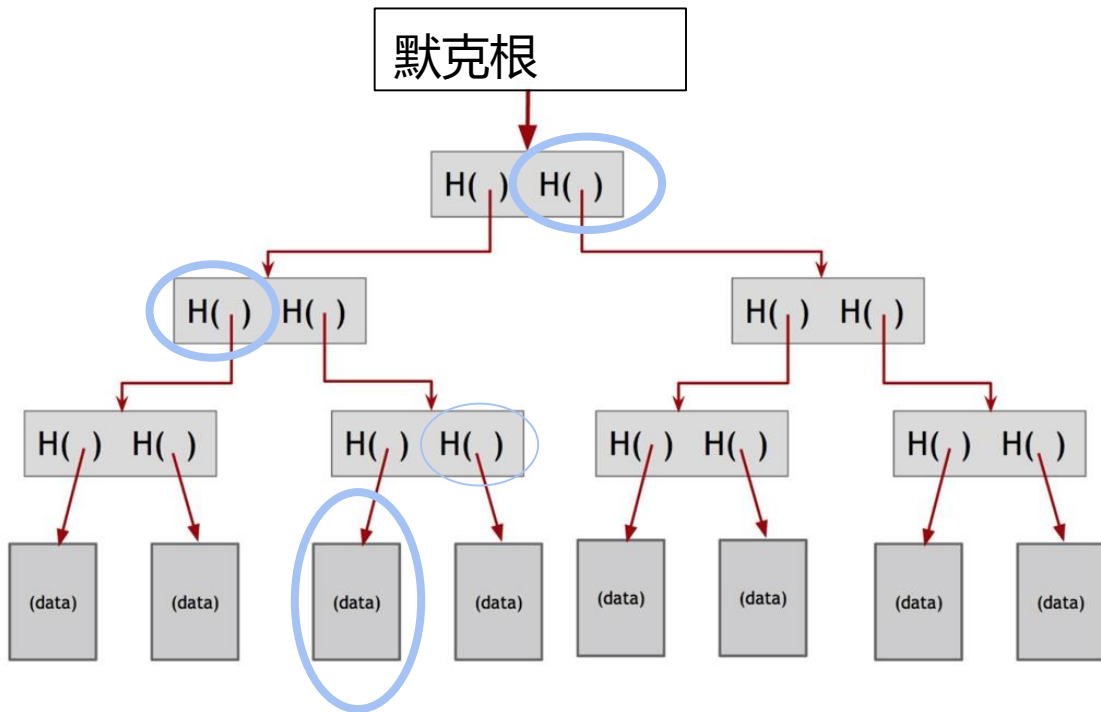 默克根
H( ) H( )
H( ) H( )
H( ) H( )
H( ) H( )
H( ) H( )
H( ) H( )
H( ) H( )
(data)
(data)
(data)
(data)
(data)
(data)
(data)
(data)